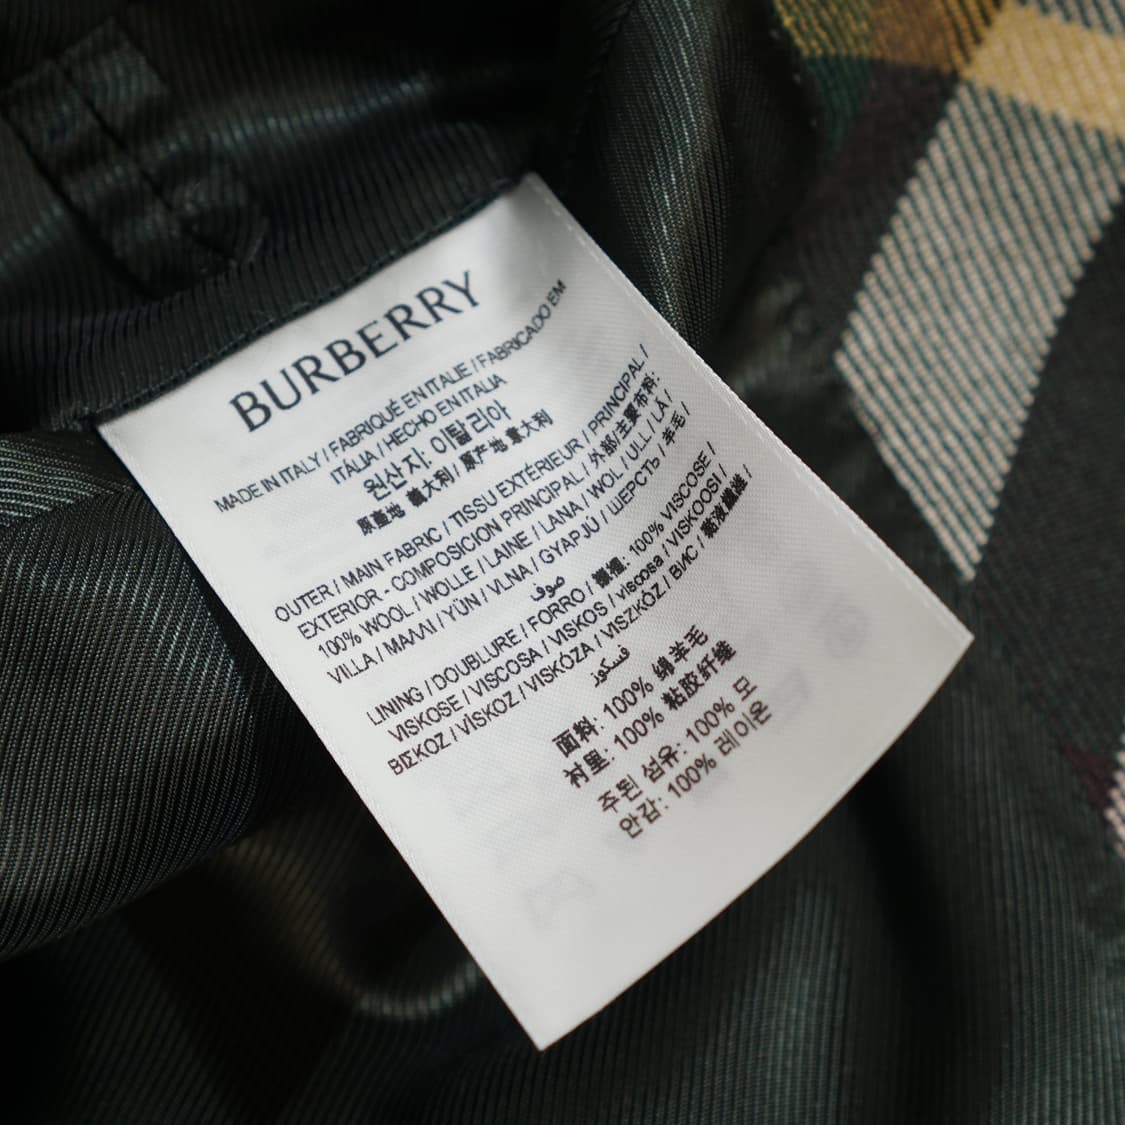 BURBERRY
MADE IN ITALY / FABRIQUÉ EN ITALIE / FABRICADO EM
ITÁLIA / HECHO EN ITALIA
원산지: 이탈리아
原產地 義大利 / 原产地 意大利
OUTER / MAIN FABRIC / TISSU EXTÉRIEUR / PRINCIPAL /
EXTERIOR - COMPOSICION PRINCIPAL / 外部/主要布料:
100% WOOL / WOLLE / LAINE / LANA / WOL / ULL / LÃ /
VILLA / ΜΑΛΛΙ / YÜN / VLNA / GYAPJÚ / ШЕРСТЬ / 羊毛 /
صوف
LINING / DOUBLURE / FORRO / 裡: 100% VISCOSE /
VISKOSE / VISCOSA / VISKOS / viscosa / VISKOOSI /
ΒΙΣΚΟΖ / VİSKOZ / VISKÓZA / VISZKÓZ / ВИС / 黏液纖維 /
فسكوز
面料: 100% 绵羊毛
衬里: 100% 粘胶纤维
주된 섬유: 100% 모
안감: 100% 레이온